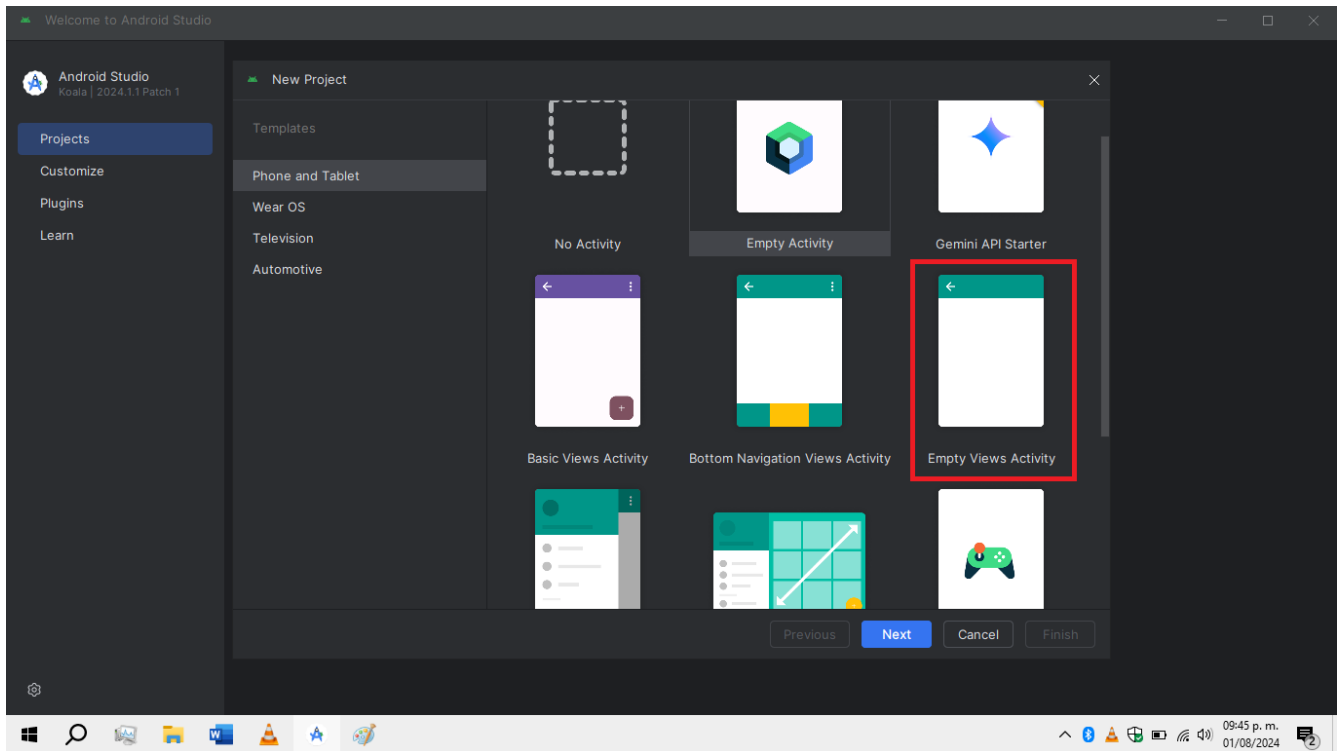 Welcome to Android Studio
Android Studio
Koala | 2024.1.1 Patch 1
Projects
Customize
Plugins
Learn
New Project
Templates
Phone and Tablet
Wear OS
Television
Automotive
No Activity
Empty Activity
Gemini API Starter
Basic Views Activity
Bottom Navigation Views Activity
Empty Views Activity
Previous
Next
Cancel
Finish
09:45 p. m.
01/08/2024
2